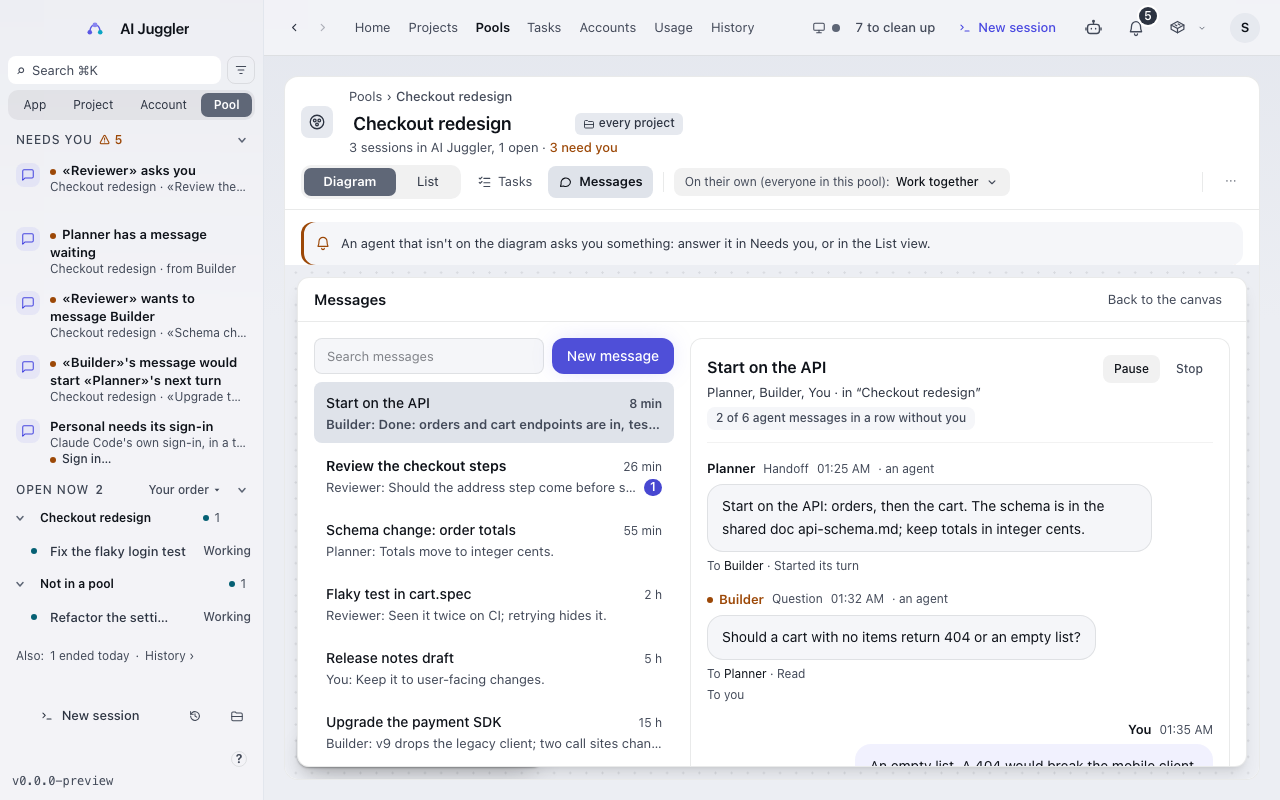 AI Juggler
Search ⌘K
App
Project
Account
Pool
NEEDS YOU 5
«Reviewer» asks you
Checkout redesign · «Review the…
Planner has a message
waiting
Checkout redesign · from Builder
«Reviewer» wants to
message Builder
Checkout redesign · «Schema ch…
«Builder»'s message would
start «Planner»'s next turn
Checkout redesign · «Upgrade t…
Personal needs its sign-in
Claude Code's own sign-in, in a t…
Sign in…
OPEN NOW 2
Your order
Checkout redesign 1
Fix the flaky login test Working
Not in a pool 1
Refactor the setti… Working
Also: 1 ended today · History ›
New session
?
v0.0.0-preview
Home
Projects
Pools
Tasks
Accounts
Usage
History
7 to clean up
New session
5
S
Pools › Checkout redesign
Checkout redesign
every project
3 sessions in AI Juggler, 1 open · 3 need you
Diagram
List
Tasks
Messages
On their own (everyone in this pool): Work together
···
An agent that isn't on the diagram asks you something: answer it in Needs you, or in the List view.
Messages
Back to the canvas
Search messages
New message
Start on the API 8 min
Builder: Done: orders and cart endpoints are in, tes…
Review the checkout steps 26 min
Reviewer: Should the address step come before s… 1
Schema change: order totals 55 min
Planner: Totals move to integer cents.
Flaky test in cart.spec 2 h
Reviewer: Seen it twice on CI; retrying hides it.
Release notes draft 5 h
You: Keep it to user-facing changes.
Upgrade the payment SDK 15 h
Builder: v9 drops the legacy client; two call sites chan…
Start on the API
Pause
Stop
Planner, Builder, You · in “Checkout redesign”
2 of 6 agent messages in a row without you
Planner Handoff 01:25 AM · an agent
Start on the API: orders, then the cart. The schema is in the
shared doc api-schema.md; keep totals in integer cents.
To Builder · Started its turn
Builder Question 01:32 AM · an agent
Should a cart with no items return 404 or an empty list?
To Planner · Read
To you
You 01:35 AM
An empty list. A 404 would break the mobile client.